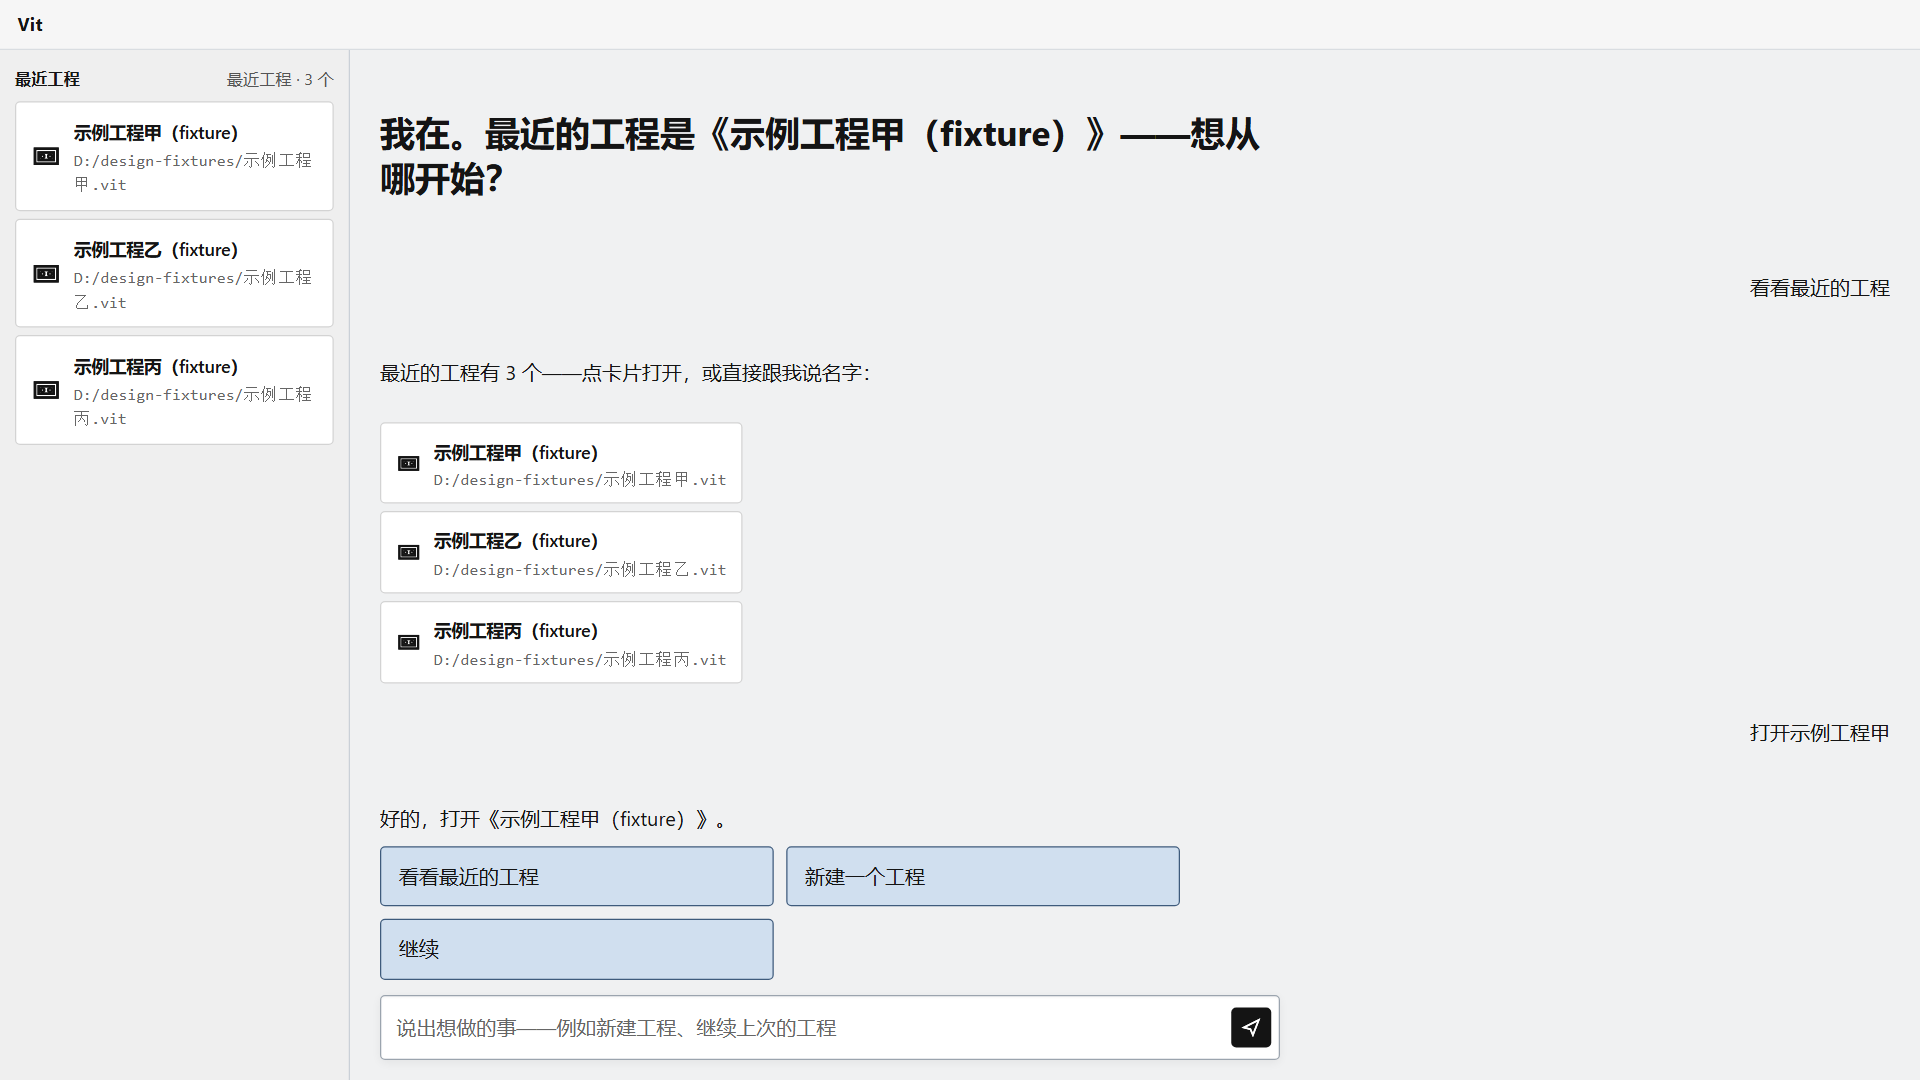 Vit
最近工程
最近工程 · 3 个
示例工程甲（fixture）
D:/design-fixtures/示例工程
甲.vit
示例工程乙（fixture）
D:/design-fixtures/示例工程
乙.vit
示例工程丙（fixture）
D:/design-fixtures/示例工程
丙.vit
我在。最近的工程是《示例工程甲（fixture）》——想从
哪开始？
看看最近的工程
最近的工程有 3 个——点卡片打开，或直接跟我说名字：
示例工程甲（fixture）
D:/design-fixtures/示例工程甲.vit
示例工程乙（fixture）
D:/design-fixtures/示例工程乙.vit
示例工程丙（fixture）
D:/design-fixtures/示例工程丙.vit
打开示例工程甲
好的，打开《示例工程甲（fixture）》。
看看最近的工程
新建一个工程
继续
说出想做的事——例如新建工程、继续上次的工程